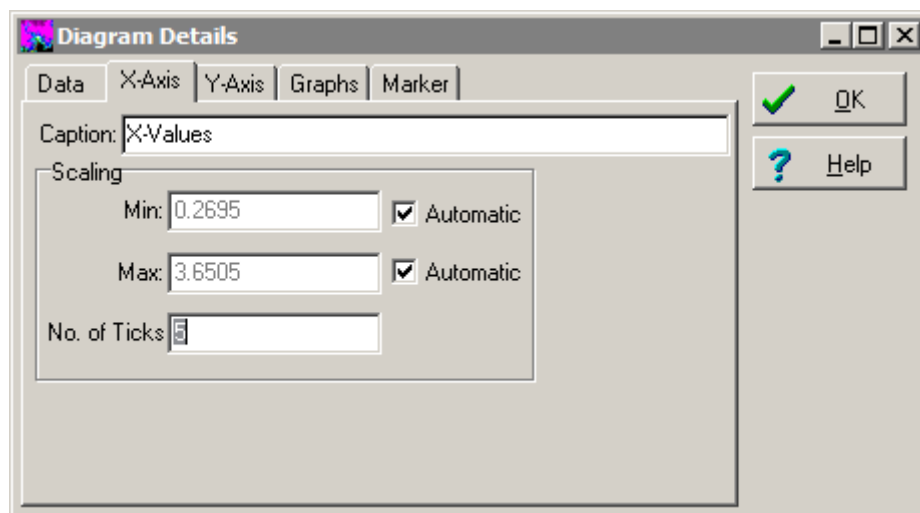 Diagram Details
Data X-Axis Y-Axis Graphs Marker
OK
Caption: X-Values
Help
Scaling
Min: 0.2695 Automatic
Max: 3.6505 Automatic
No. of Ticks 5